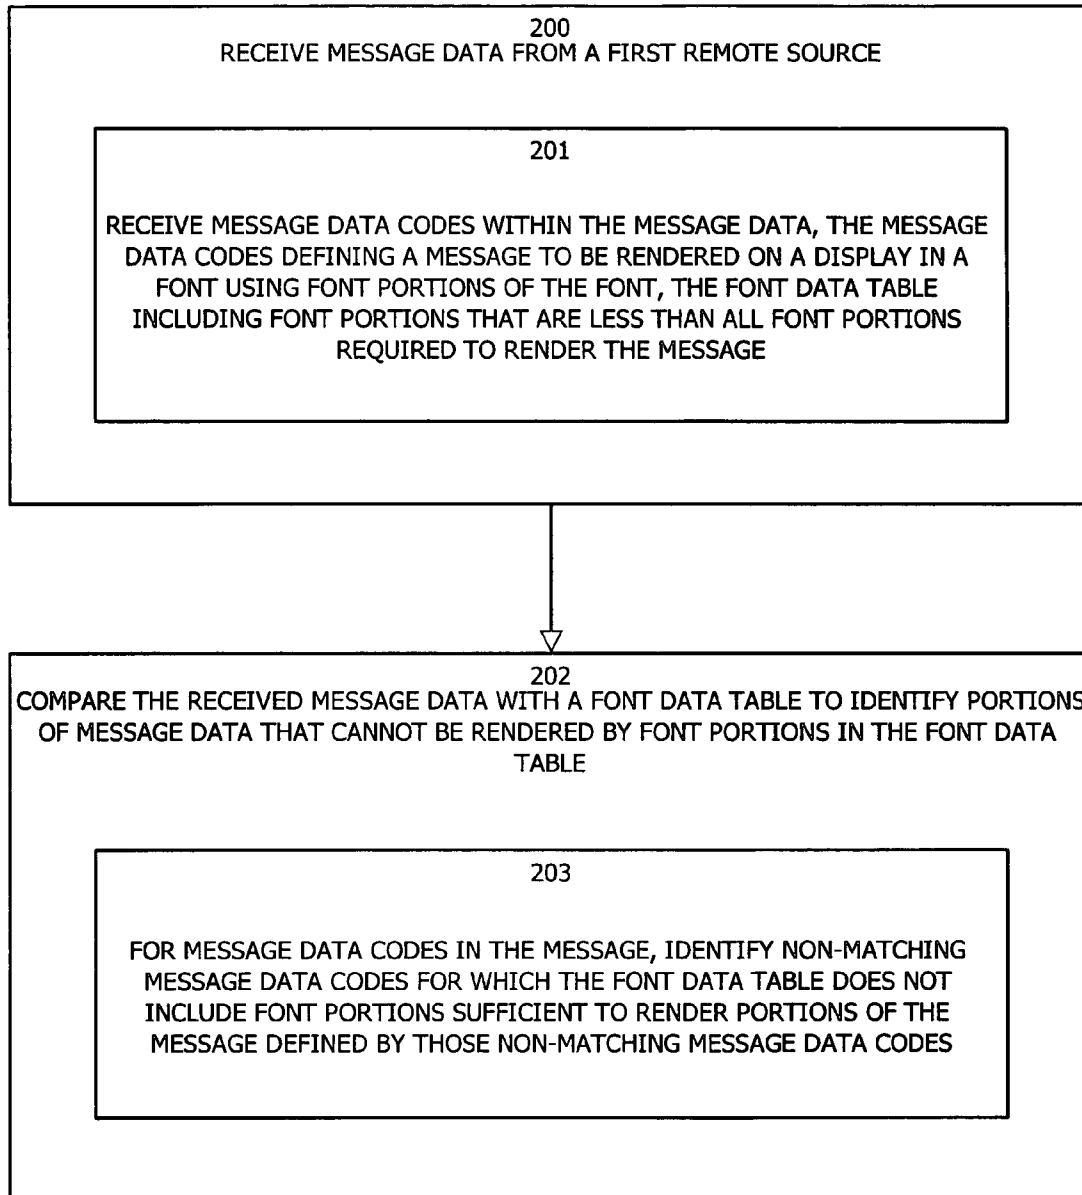 200
RECEIVE MESSAGE DATA FROM A FIRST REMOTE SOURCE
201
RECEIVE MESSAGE DATA CODES WITHIN THE MESSAGE DATA, THE MESSAGE
DATA CODES DEFINING A MESSAGE TO BE RENDERED ON A DISPLAY IN A
FONT USING FONT PORTIONS OF THE FONT, THE FONT DATA TABLE
INCLUDING FONT PORTIONS THAT ARE LESS THAN ALL FONT PORTIONS
REQUIRED TO RENDER THE MESSAGE
202
COMPARE THE RECEIVED MESSAGE DATA WITH A FONT DATA TABLE TO IDENTIFY PORTIONS
OF MESSAGE DATA THAT CANNOT BE RENDERED BY FONT PORTIONS IN THE FONT DATA
TABLE
203
FOR MESSAGE DATA CODES IN THE MESSAGE, IDENTIFY NON-MATCHING
MESSAGE DATA CODES FOR WHICH THE FONT DATA TABLE DOES NOT
INCLUDE FONT PORTIONS SUFFICIENT TO RENDER PORTIONS OF THE
MESSAGE DEFINED BY THOSE NON-MATCHING MESSAGE DATA CODES